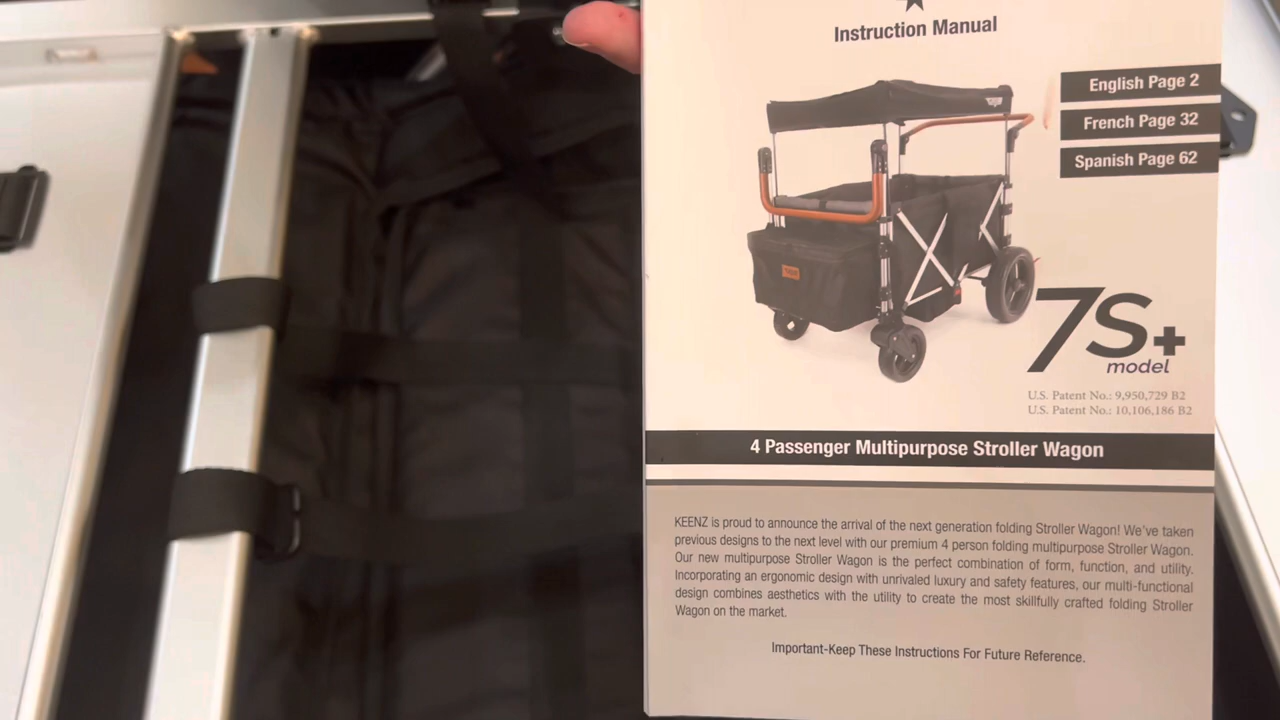 Instruction Manual
English Page 2
French Page 32
Spanish Page 62
7S+
model
U.S. Patent No.: 9,950,729 B2
U.S. Patent No.: 10,106,186 B2
4 Passenger Multipurpose Stroller Wagon
KEENZ is proud to announce the arrival of the next generation folding Stroller Wagon! We've taken
previous designs to the next level with our premium 4 person folding multipurpose Stroller Wagon.
Our new multipurpose Stroller Wagon is the perfect combination of form, function, and utility.
Incorporating an ergonomic design with unrivaled luxury and safety features, our multi-functional
design combines aesthetics with the utility to create the most skillfully crafted folding Stroller
Wagon on the market.
Important-Keep These Instructions For Future Reference.